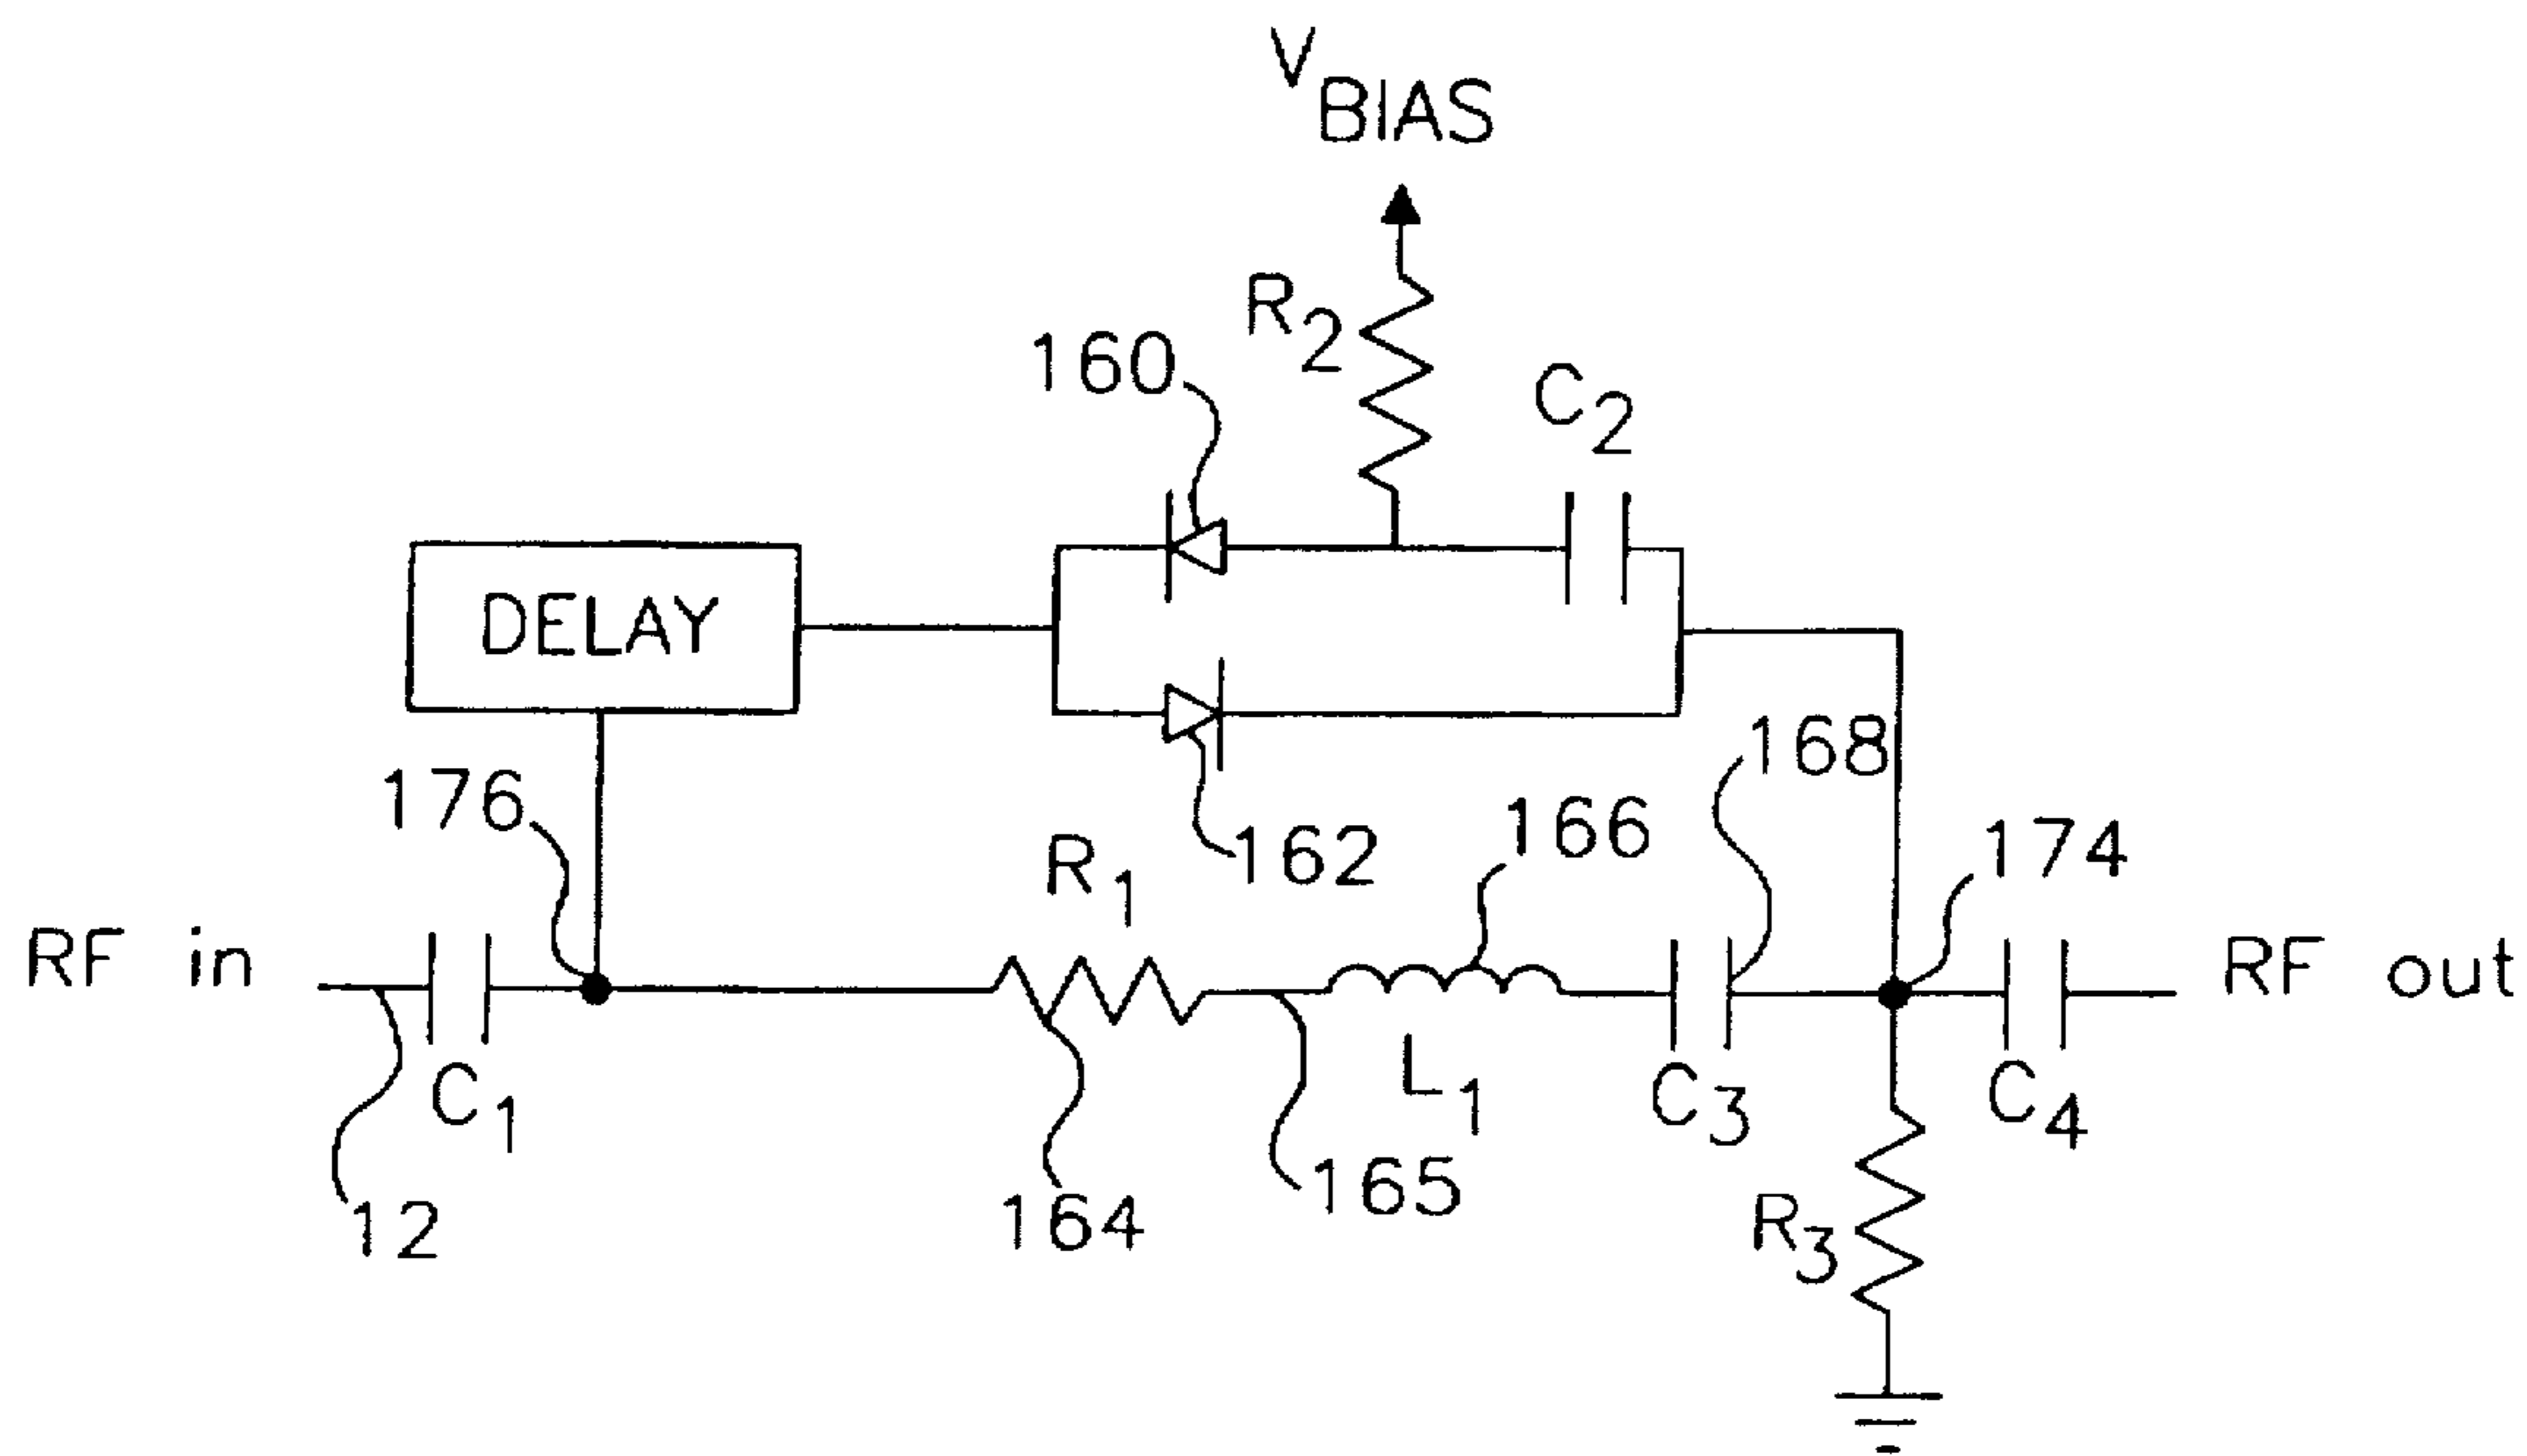 V BIAS
R2
160
C2
DELAY
168
176
166
162
174
R1
RF in
RF out
L1
C1
C3
C4
165
164
12
R3